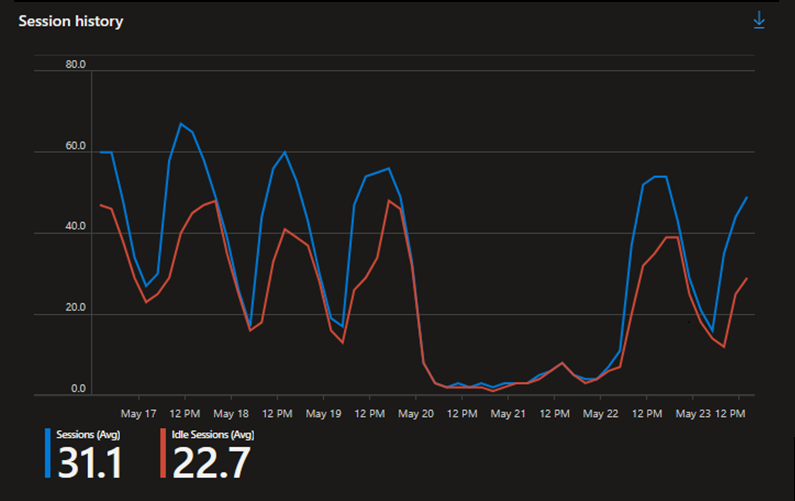 Session history
80.0
60.0
40.0
20.0
0.0
May 17 12 PM May 18 12 PM May 19 12 PM May 20 12 PM May 21 12 PM May 22 12 PM May 23 12 PM
Sessions (Avg) Idle Sessions (Avg)
31.1 22.7